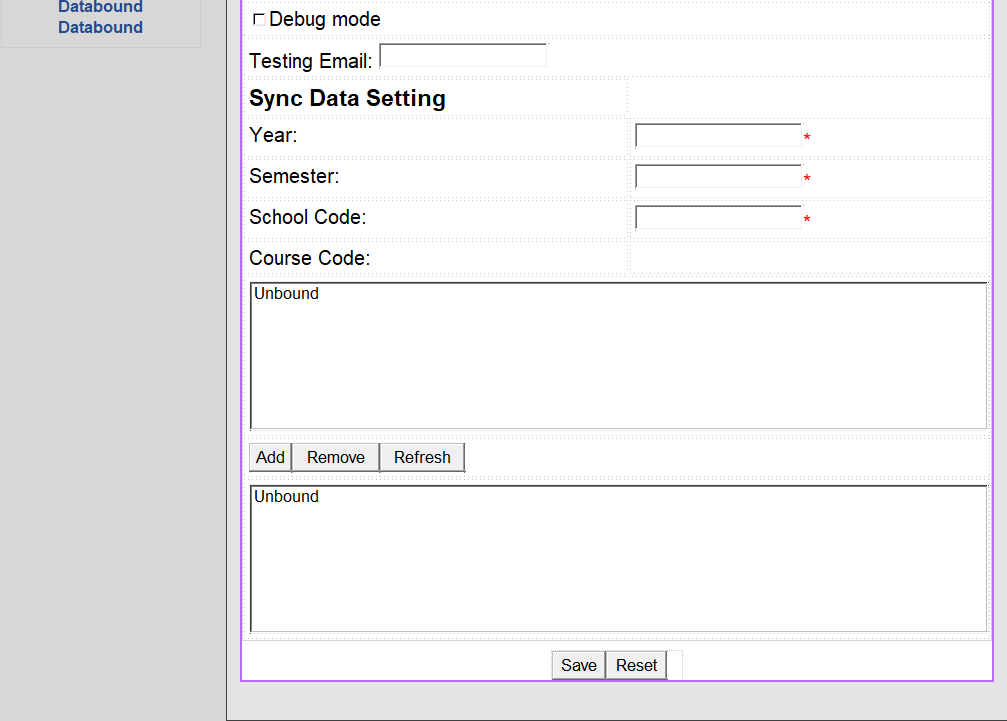 Databound
Databound
Debug mode
Testing Email:
Sync Data Setting
Year: *
Semester: *
School Code: *
Course Code:
Unbound
Add Remove Refresh
Unbound
Save Reset